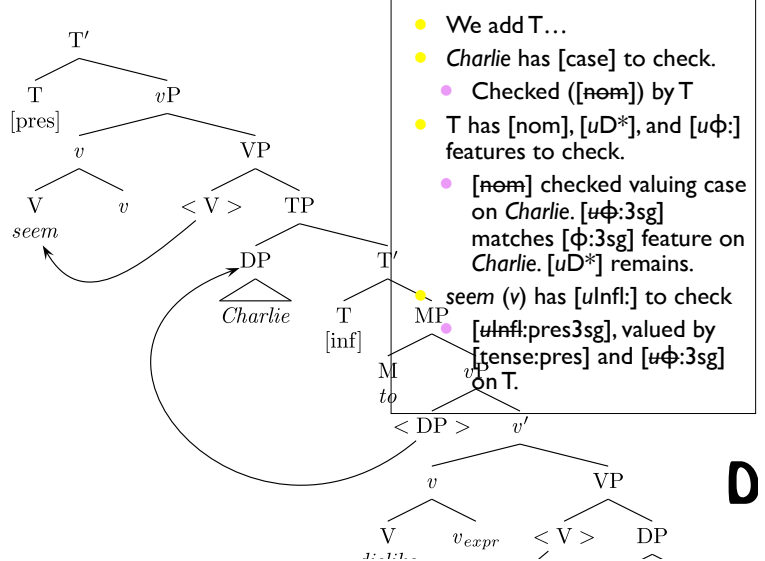 We add T…
Charlie has [case] to check.
Checked ([nom]) by T
T has [nom], [uD*], and [uϕ:]
features to check.
[nom] checked valuing case
on Charlie. [uϕ:3sg]
matches [ϕ:3sg] feature on
Charlie. [uD*] remains.
seem (v) has [uInfl:] to check
[uInfl:pres3sg], valued by
[tense:pres] and [uϕ:3sg]
on T.
T′
T vP
[pres]
v VP
V v < V > TP
seem
DP T′
Charlie T MP
[inf]
M vP
to
< DP > v′
v VP
V v_expr < V > DP
dislike
D